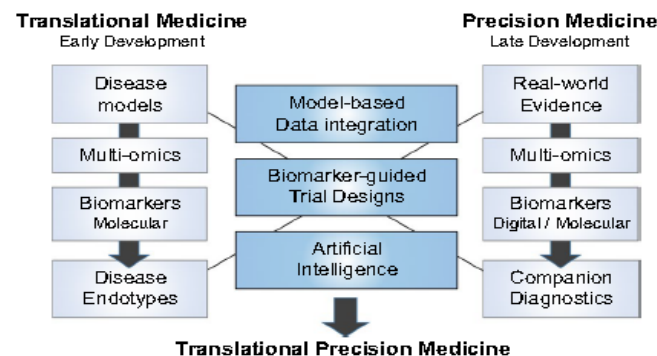 Translational Medicine
Early Development
Disease
models
Multi-omics
Biomarkers
Molecular
Disease
Endotypes
Model-based
Data integration
Biomarker-guided
Trial Designs
Artificial
Intelligence
Precision Medicine
Late Development
Real-world
Evidence
Multi-omics
Biomarkers
Digital / Molecular
Companion
Diagnostics
Translational Precision Medicine